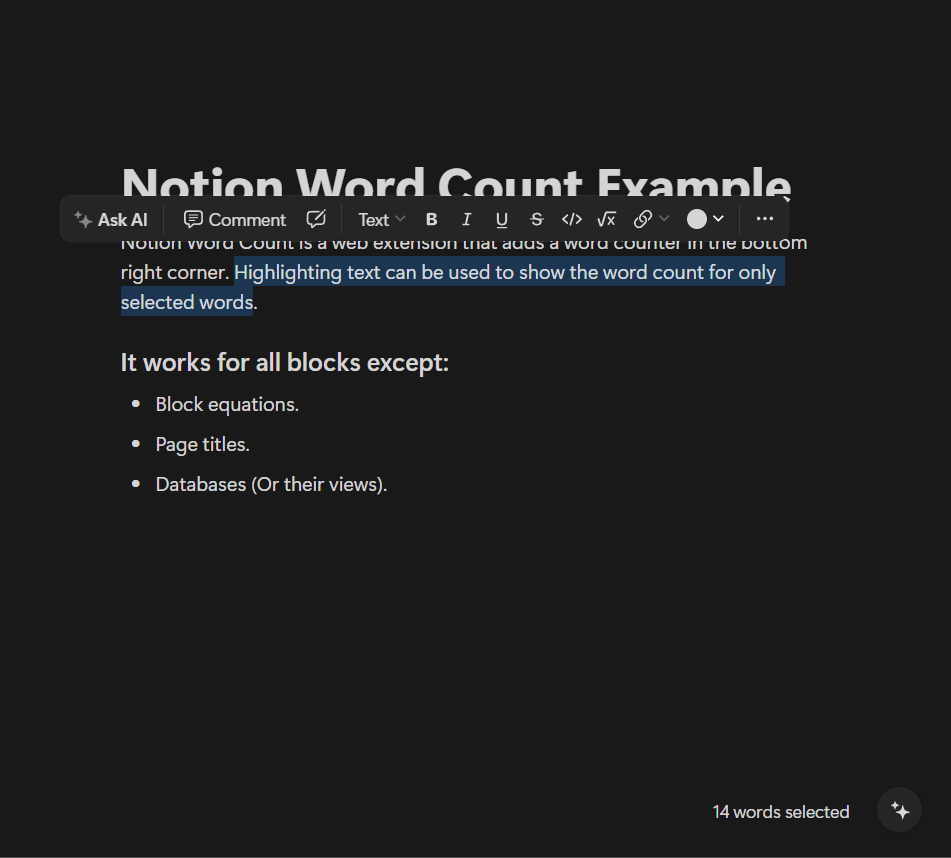 Notion Word Count Example
Ask AI Comment Text B I U S </> √x
Notion Word Count is a web extension that adds a word counter in the bottom
right corner. Highlighting text can be used to show the word count for only
selected words.
It works for all blocks except:
• Block equations.
• Page titles.
• Databases (Or their views).
14 words selected